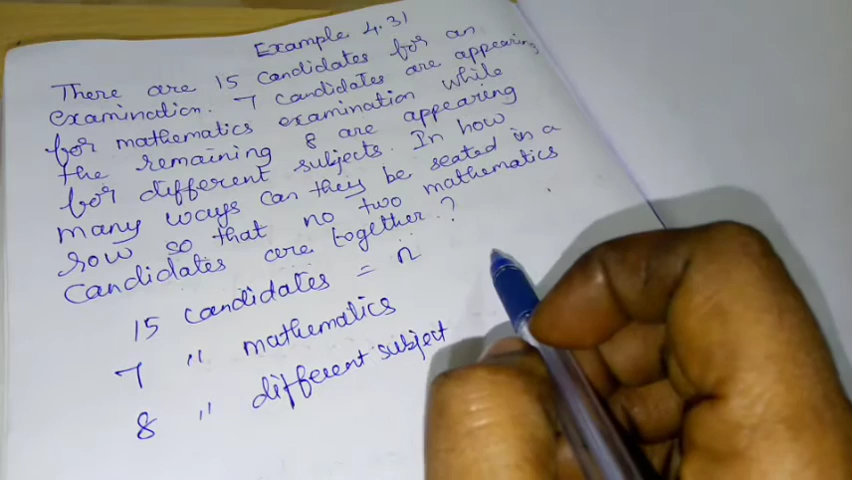 Example 4.31
There are 15 candidates for an
examination. 7 candidates are appearing
for mathematics examination while
the remaining 8 are appearing
for different subjects. In how
many ways can they be seated in a
row so that no two mathematics
candidates are together?
15 candidates = n
7 " mathematics
8 " different subject